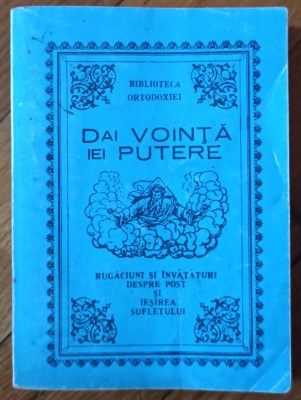 BIBLIOTECA
ORTODOXIEI
DAI VOINȚĂ
IEI PUTERE
RUGĂCIUNI ȘI ÎNVĂȚĂTURI
DESPRE POST
ȘI
IEȘIREA
SUFLETULUI